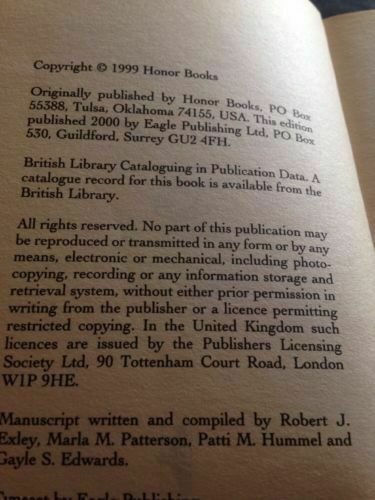 Copyright © 1999 Honor Books
Originally published by Honor Books, PO Box
55388, Tulsa, Oklahoma 74155, USA. This edition
published 2000 by Eagle Publishing Ltd, PO Box
530, Guildford, Surrey GU2 4FH.
British Library Cataloguing in Publication Data. A
catalogue record for this book is available from the
British Library.
All rights reserved. No part of this publication may
be reproduced or transmitted in any form or by any
means, electronic or mechanical, including photo-
copying, recording or any information storage and
retrieval system, without either prior permission in
writing from the publisher or a licence permitting
restricted copying. In the United Kingdom such
licences are issued by the Publishers Licensing
Society Ltd, 90 Tottenham Court Road, London
W1P 9HE.
Manuscript written and compiled by Robert J.
Exley, Marla M. Patterson, Patti M. Hummel and
Gayle S. Edwards.
Typeset by Eagle Publishing